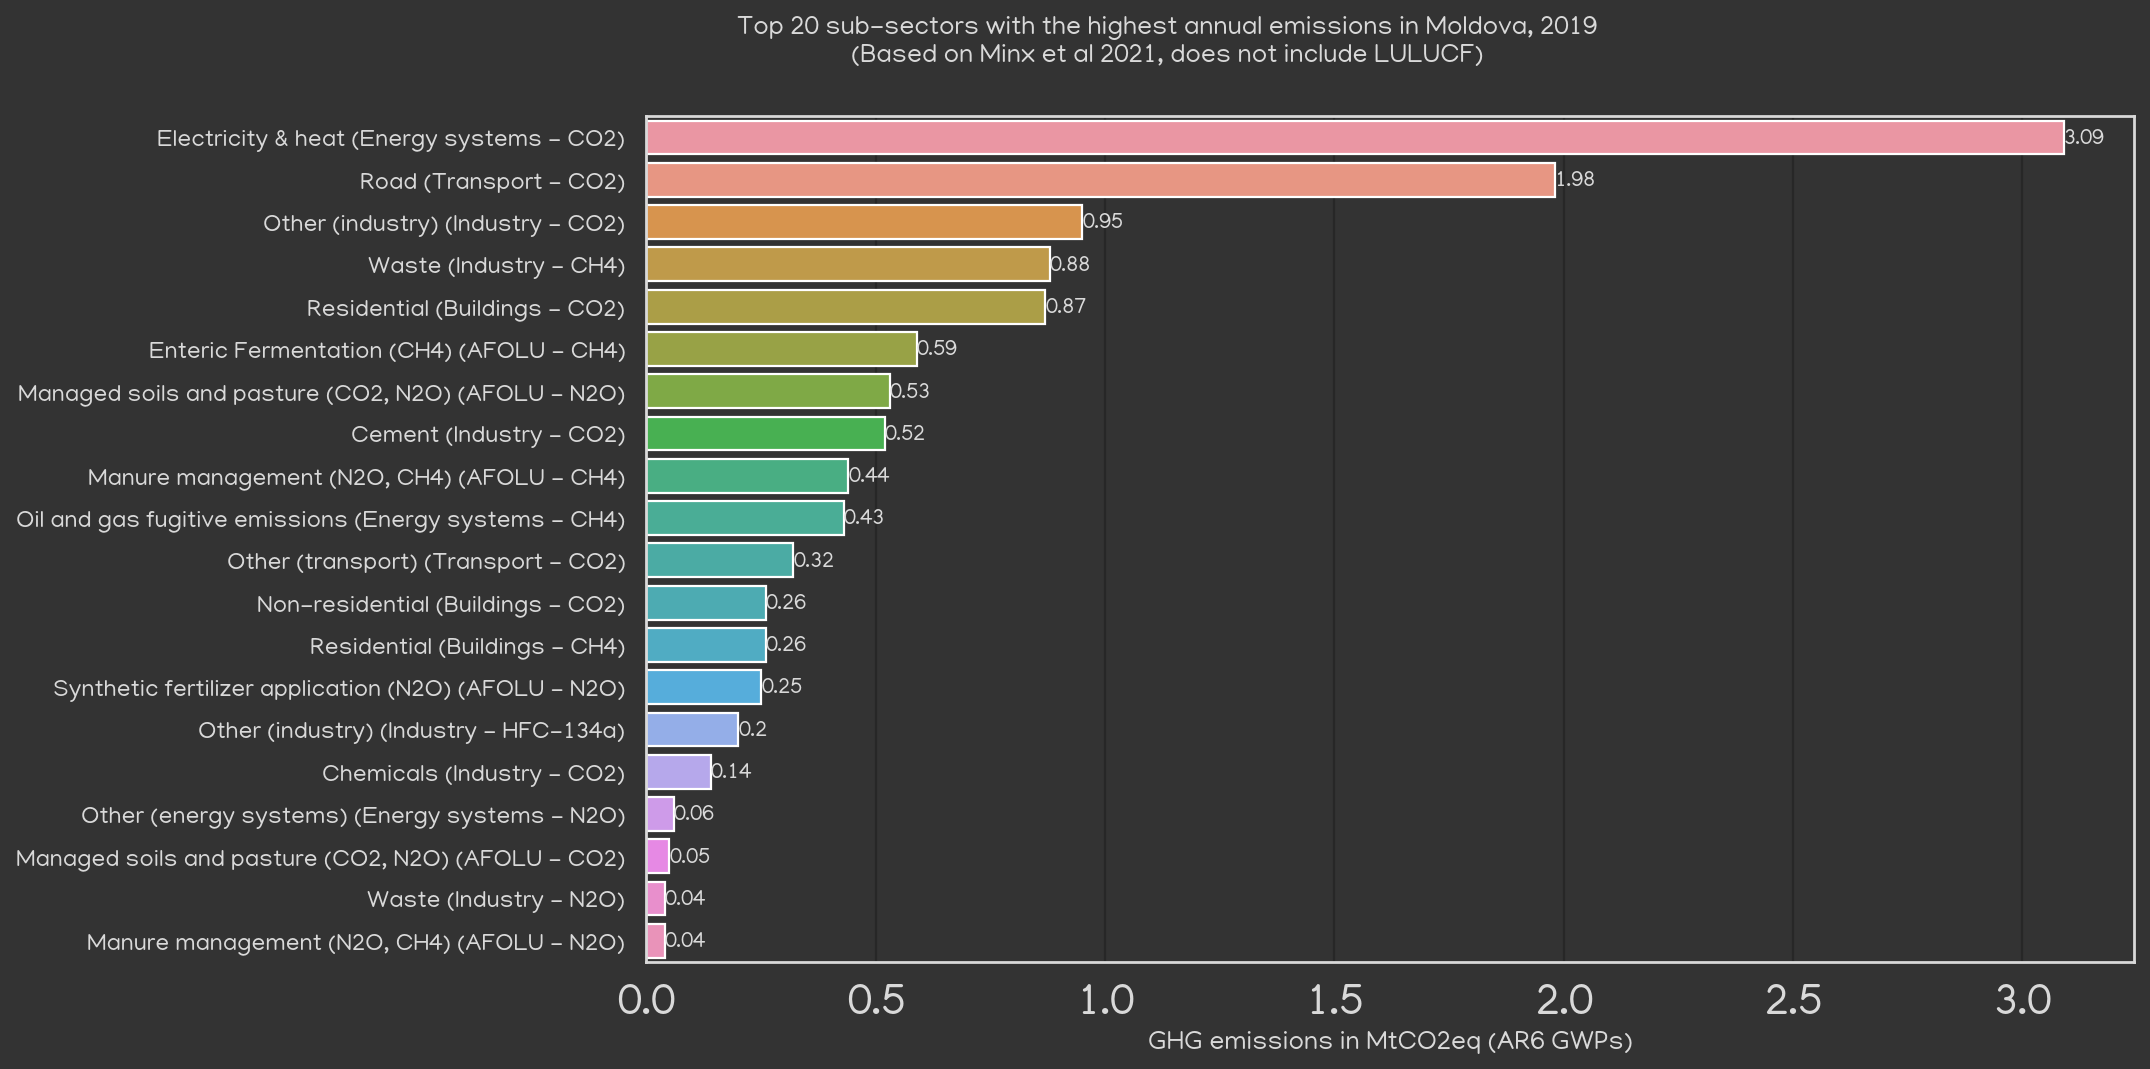 Top 20 sub-sectors with the highest annual emissions in Moldova, 2019
(Based on Minx et al 2021, does not include LULUCF)
Electricity & heat (Energy systems - CO2) 3.09
Road (Transport - CO2) 1.98
Other (industry) (Industry - CO2) 0.95
Waste (Industry - CH4) 0.88
Residential (Buildings - CO2) 0.87
Enteric Fermentation (CH4) (AFOLU - CH4) 0.59
Managed soils and pasture (CO2, N2O) (AFOLU - N2O) 0.53
Cement (Industry - CO2) 0.52
Manure management (N2O, CH4) (AFOLU - CH4) 0.44
Oil and gas fugitive emissions (Energy systems - CH4) 0.43
Other (transport) (Transport - CO2) 0.32
Non-residential (Buildings - CO2) 0.26
Residential (Buildings - CH4) 0.26
Synthetic fertilizer application (N2O) (AFOLU - N2O) 0.25
Other (industry) (Industry - HFC-134a) 0.2
Chemicals (Industry - CO2) 0.14
Other (energy systems) (Energy systems - N2O) 0.06
Managed soils and pasture (CO2, N2O) (AFOLU - CO2) 0.05
Waste (Industry - N2O) 0.04
Manure management (N2O, CH4) (AFOLU - N2O) 0.04
0.0 0.5 1.0 1.5 2.0 2.5 3.0
GHG emissions in MtCO2eq (AR6 GWPs)